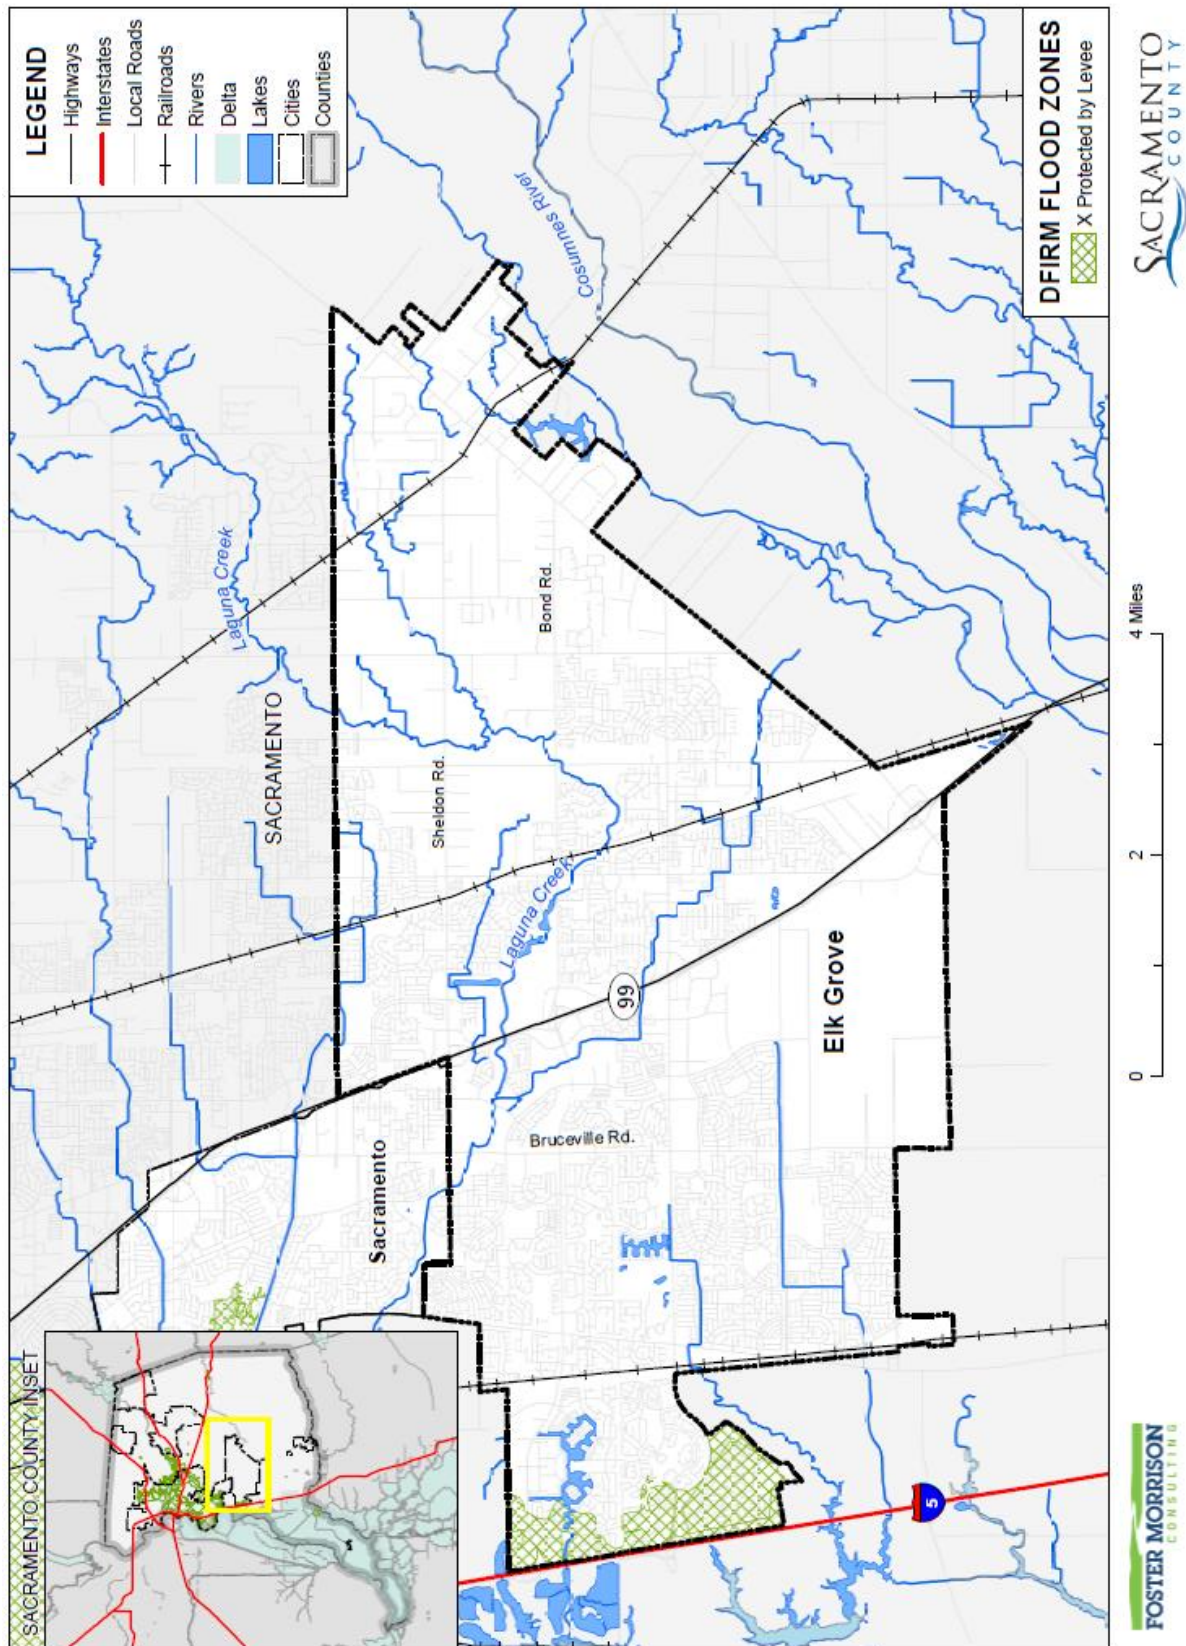 SACRAMENTO COUNTY INSET
LEGEND
Highways
Interstates
Local Roads
Railroads
Rivers
Delta
Lakes
Cities
Counties
Laguna Creek
SACRAMENTO
Cosumnes River
Sacramento
Sheldon Rd.
Laguna Creek
Bond Rd.
Bruceville Rd.
99
Elk Grove
5
DFIRM FLOOD ZONES
X Protected by Levee
0
2
4 Miles
FOSTER MORRISON
CONSULTING
SACRAMENTO
COUNTY